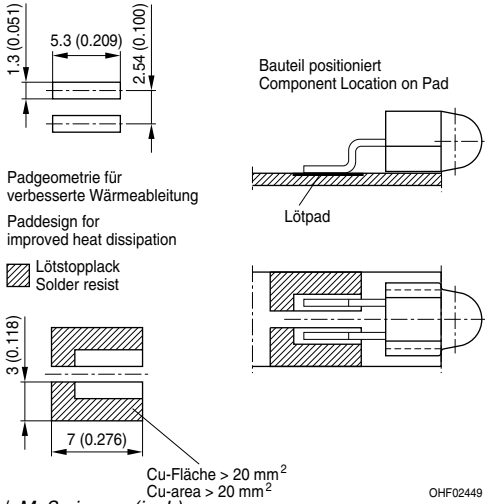 1.3 (0.051)
5.3 (0.209)
2.54 (0.100)
Bauteil positioniert
Component Location on Pad
Padgeometrie für
verbesserte Wärmeableitung
Paddesign for
improved heat dissipation
Lötpad
Lötstopplack
Solder resist
3 (0.118)
7 (0.276)
Cu-Fläche > 20 mm²
Cu-area > 20 mm²
OHF02449